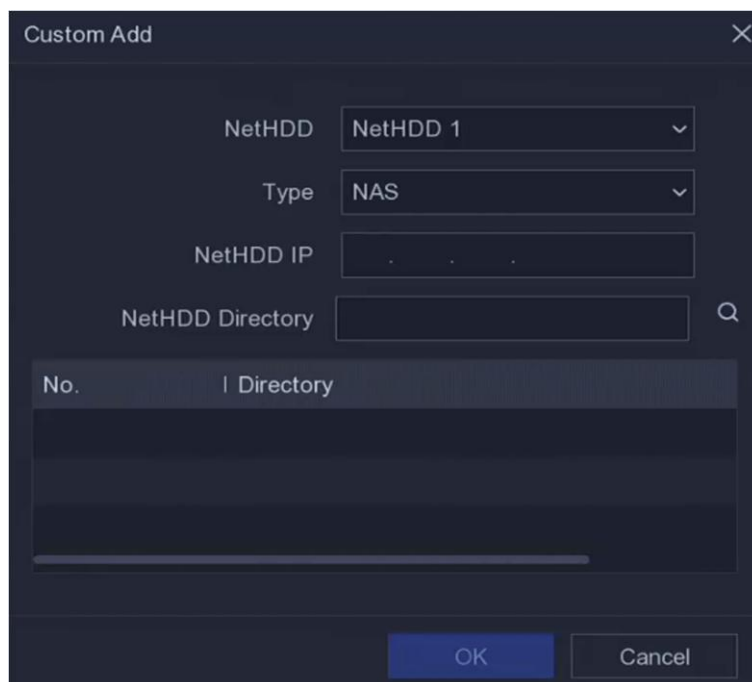 Custom Add
NetHDD NetHDD 1
Type NAS
NetHDD IP . . .
NetHDD Directory
No. | Directory
OK Cancel